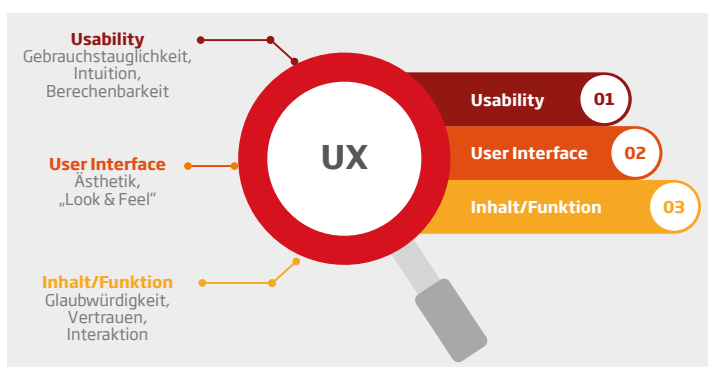 Usability
Gebrauchstauglichkeit,
Intuition,
Berechenbarkeit
User Interface
Ästhetik,
„Look & Feel“
Inhalt/Funktion
Glaubwürdigkeit,
Vertrauen,
Interaktion
UX
Usability 01
User Interface 02
Inhalt/Funktion 03